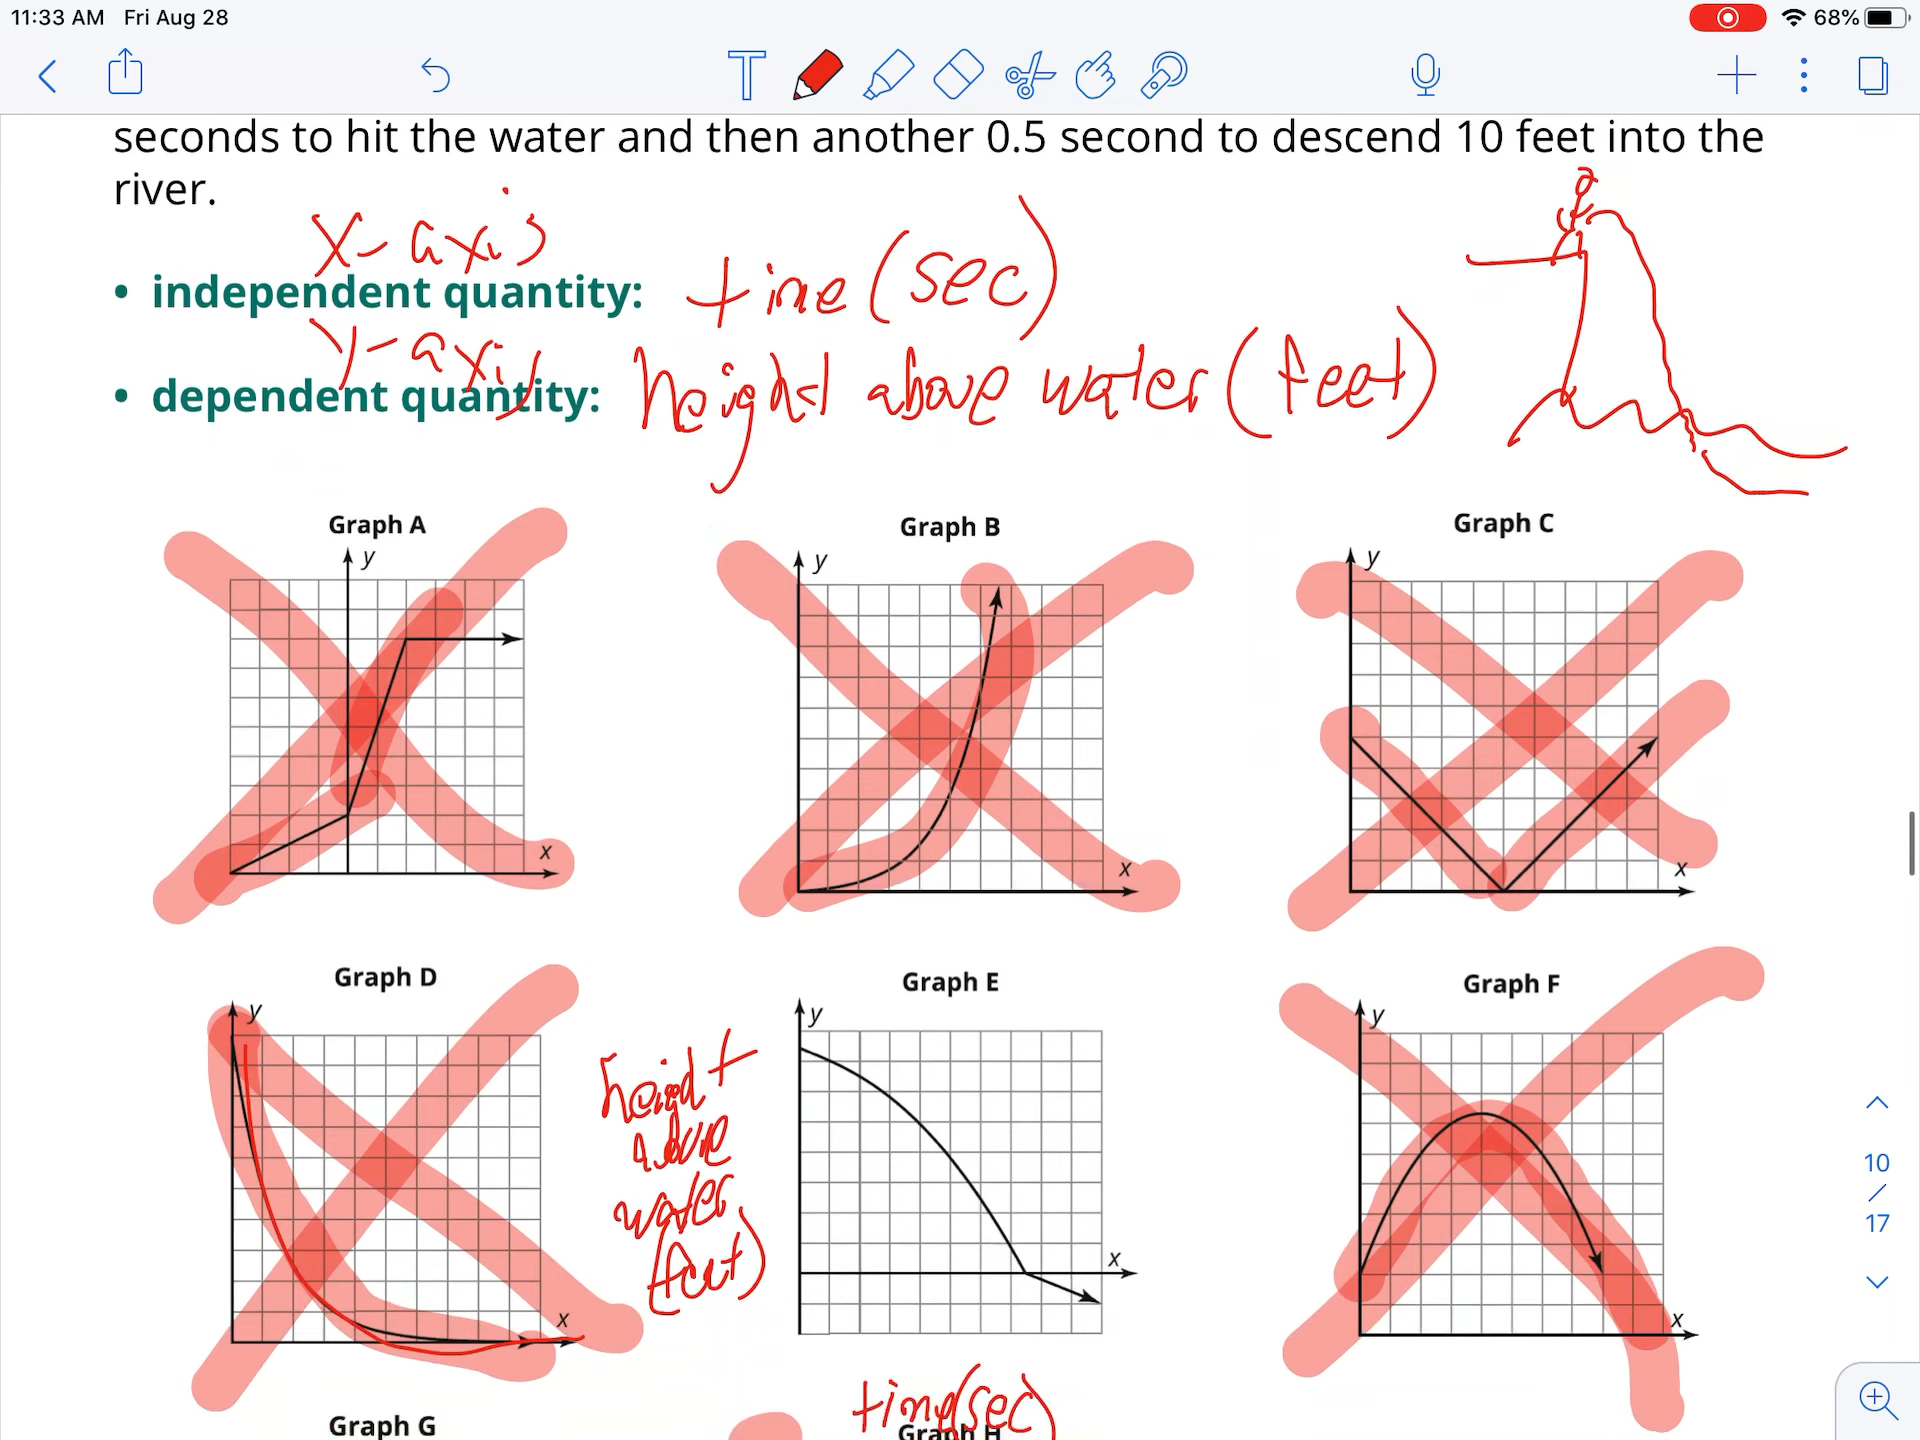 11:33 AM Fri Aug 28
68%
T
seconds to hit the water and then another 0.5 second to descend 10 feet into the
river.
x-axis
• independent quantity: time (sec)
y-axis
• dependent quantity: height above water (feet)
Graph A
Graph B
Graph C
y
y
y
x
x
x
Graph D
Graph E
Graph F
y
y
y
height
above
water
(feet)
x
x
x
10
/
17
time (sec)
Graph G
Graph H